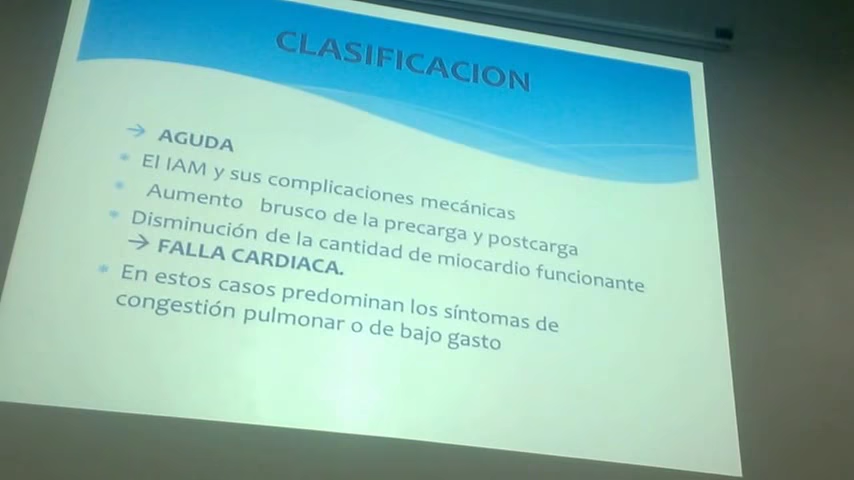 CLASIFICACION
→ AGUDA
* El IAM y sus complicaciones mecánicas
* Aumento brusco de la precarga y postcarga
* Disminución de la cantidad de miocardio funcionante
→ FALLA CARDIACA.
* En estos casos predominan los síntomas de
congestión pulmonar o de bajo gasto